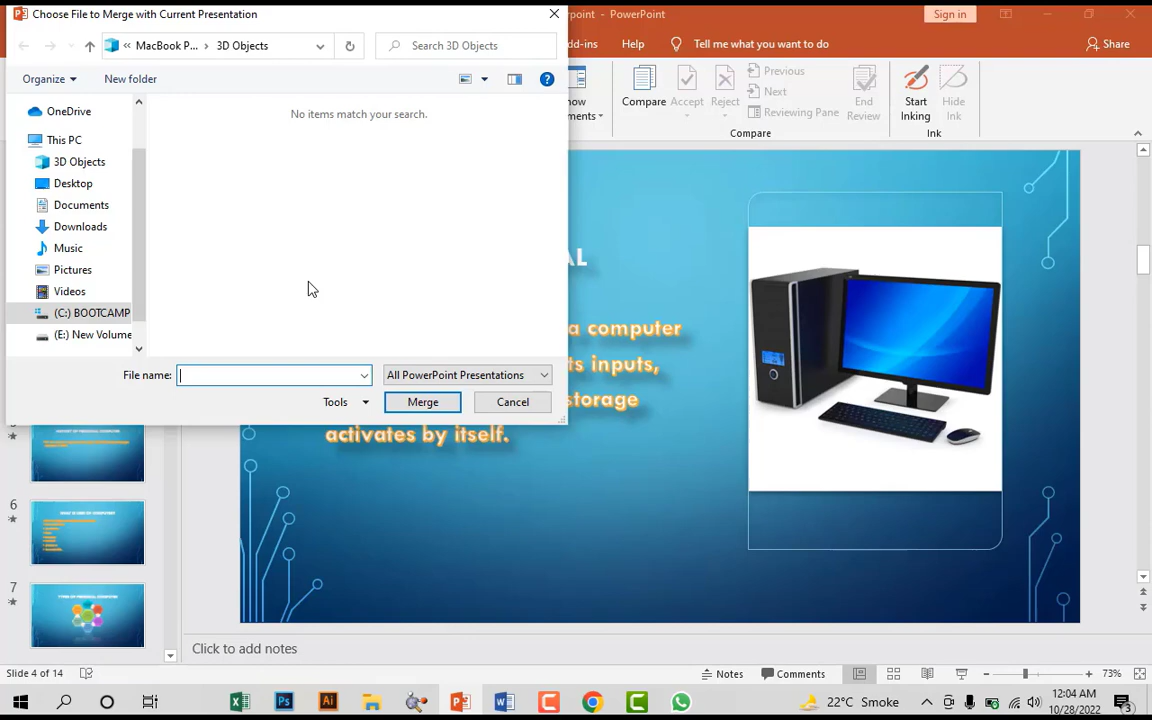 Choose File to Merge with Current Presentation
point - PowerPoint
Sign in
« MacBook P... › 3D Objects
Search 3D Objects
dd-ins
Help
Tell me what you want to do
Share
Organize
New folder
OneDrive
This PC
3D Objects
Desktop
Documents
Downloads
Music
Pictures
Videos
(C:) BOOTCAMP
(E:) New Volume
No items match your search.
File name:
All PowerPoint Presentations
Tools
Merge
Cancel
Compare
Accept
Reject
Previous
Next
Reviewing Pane
End Review
Compare
Start Inking
Hide Ink
Ink
AL
a computer
ts inputs,
storage
activates by itself.
6
7
Click to add notes
Slide 4 of 14
Notes
Comments
73%
22°C Smoke
12:04 AM
10/28/2022
3